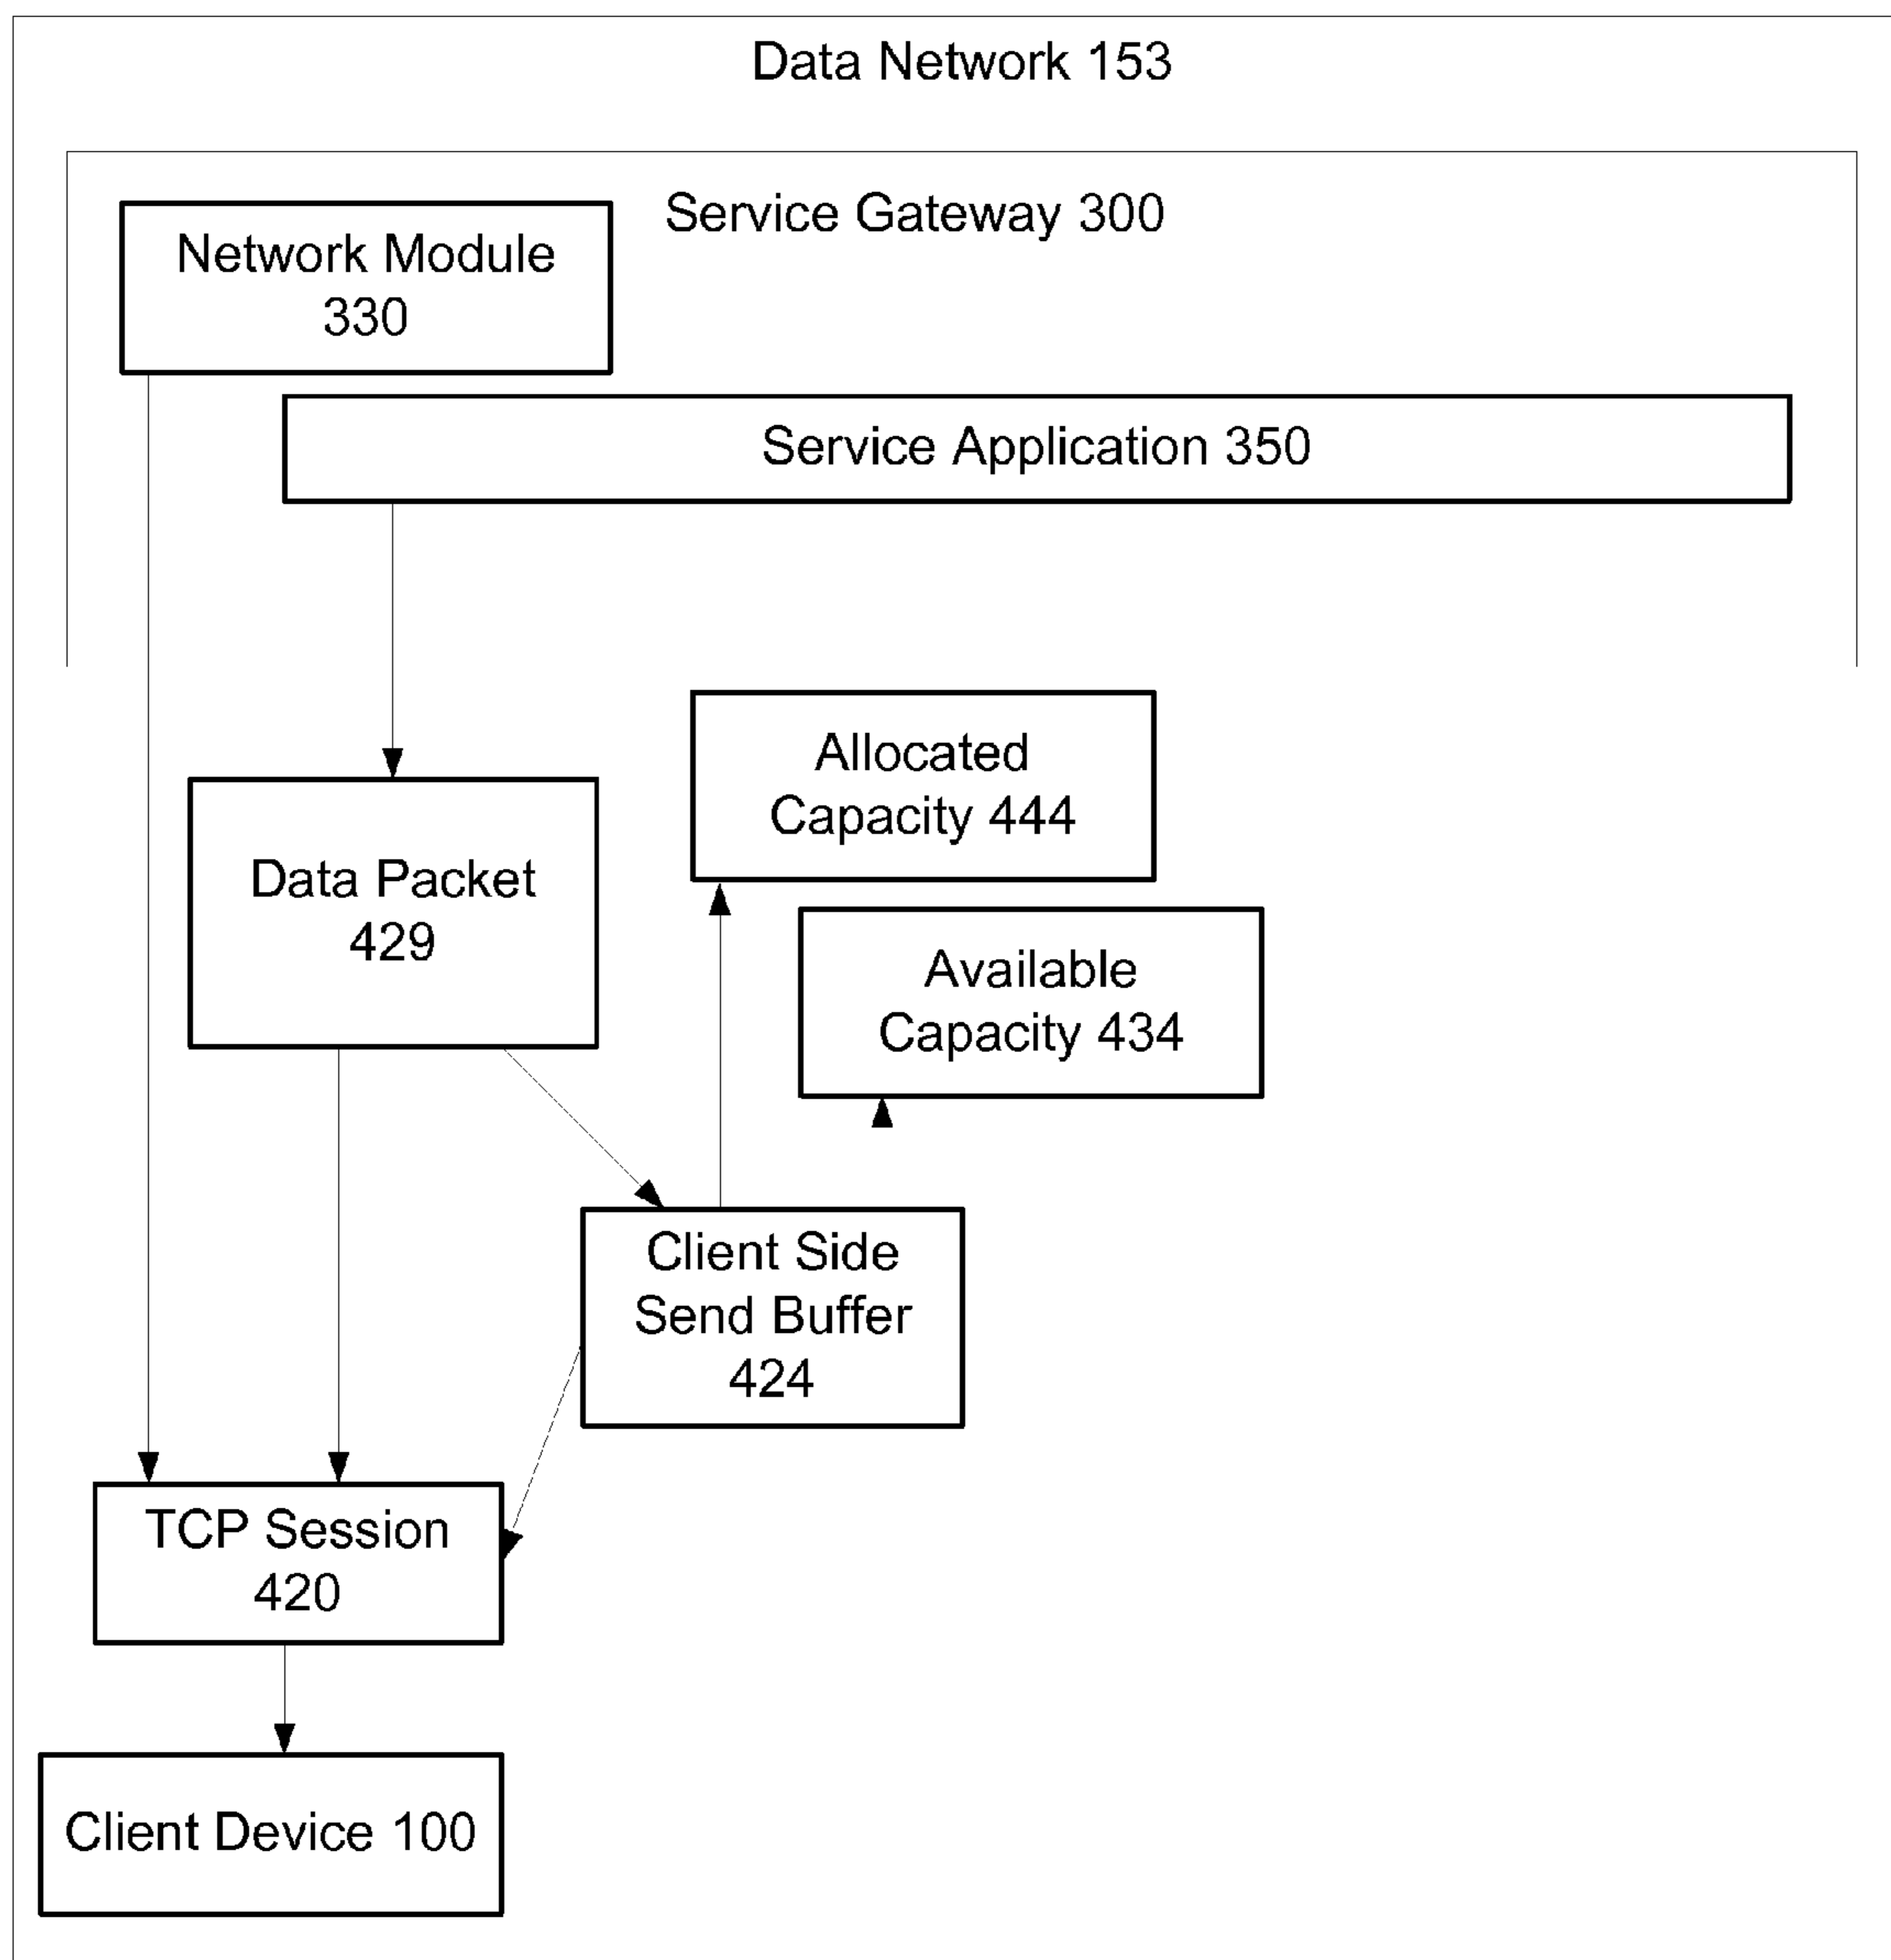 Data Network 153
Service Gateway 300
Network Module
330
Service Application 350
Allocated
Capacity 444
Data Packet
429
Available
Capacity 434
Client Side
Send Buffer
424
TCP Session
420
Client Device 100